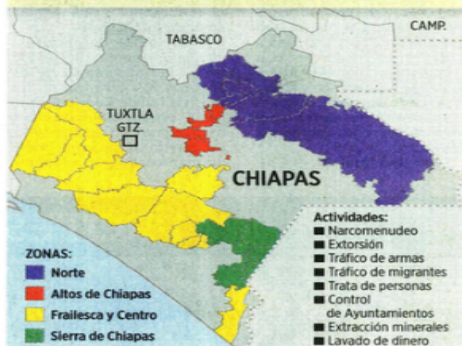 TABASCO
CAMP.
TUXTLA
GTZ.
CHIAPAS
ZONAS:
Norte
Altos de Chiapas
Frailesca y Centro
Sierra de Chiapas
Actividades:
Narcomenudeo
Extorsión
Tráfico de armas
Tráfico de migrantes
Trata de personas
Control
de Ayuntamientos
Extracción minerales
Lavado de dinero